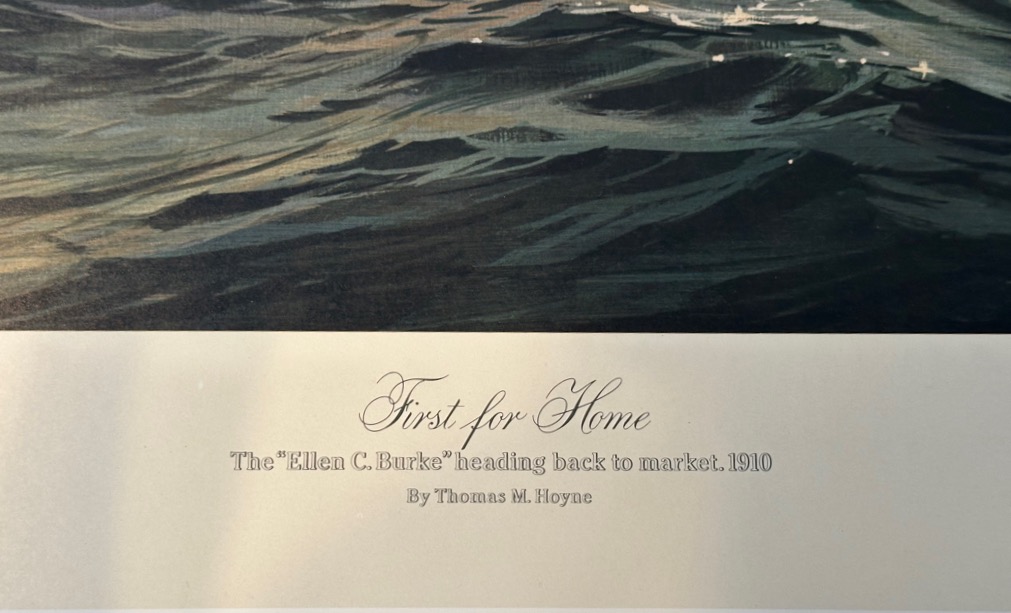 First for Home
The "Ellen C. Burke" heading back to market. 1910
By Thomas M. Hoyne